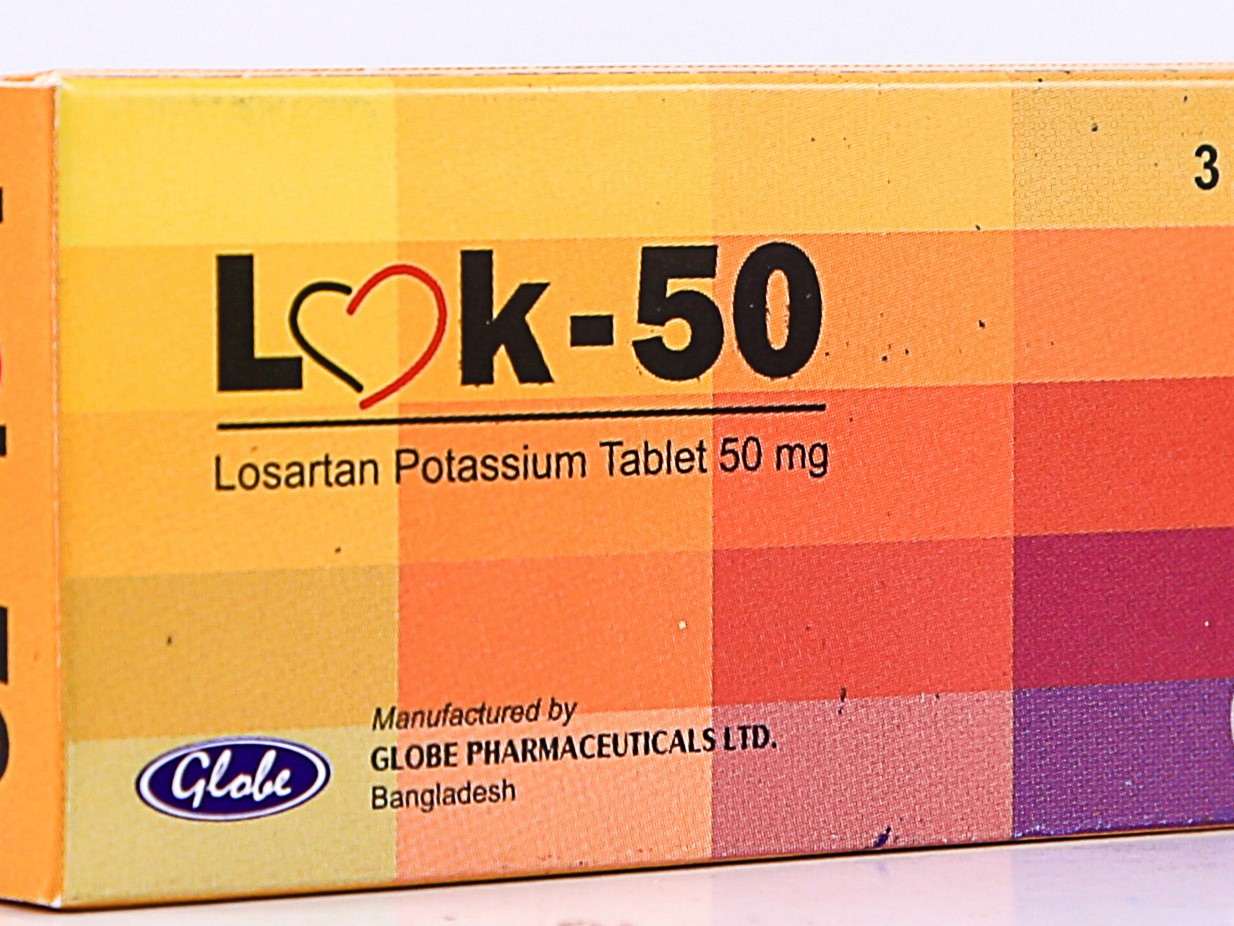 3
Lok-50
Losartan Potassium Tablet 50 mg
Manufactured by
GLOBE PHARMACEUTICALS LTD.
Bangladesh
Globe